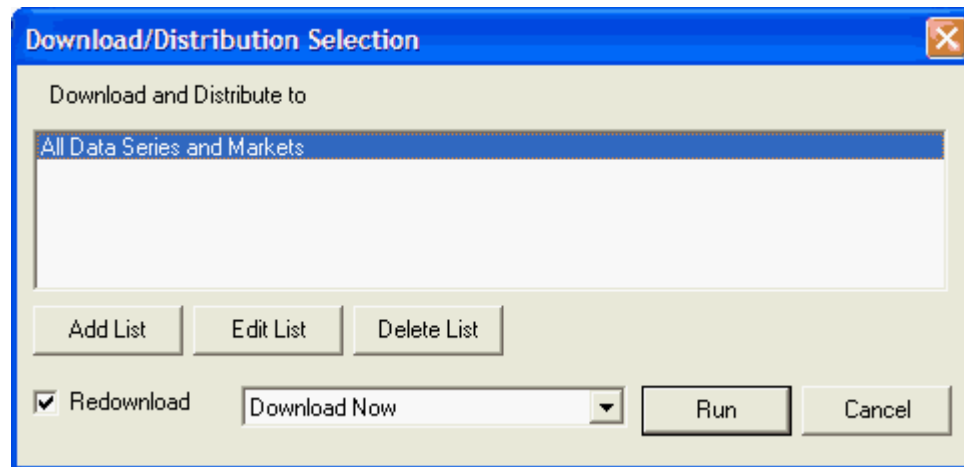 Download/Distribution Selection
Download and Distribute to
All Data Series and Markets
Add List Edit List Delete List
Redownload Download Now Run Cancel